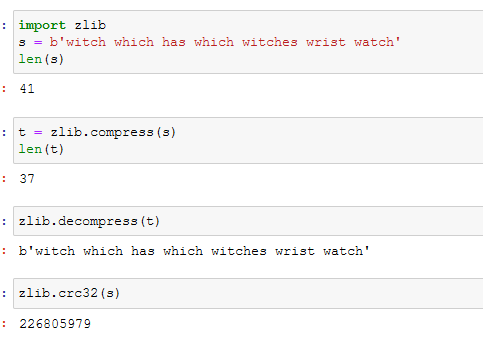 : import zlib
s = b'witch which has which witches wrist watch'
len(s)
: 41
: t = zlib.compress(s)
len(t)
: 37
: zlib.decompress(t)
: b'witch which has which witches wrist watch'
: zlib.crc32(s)
: 226805979